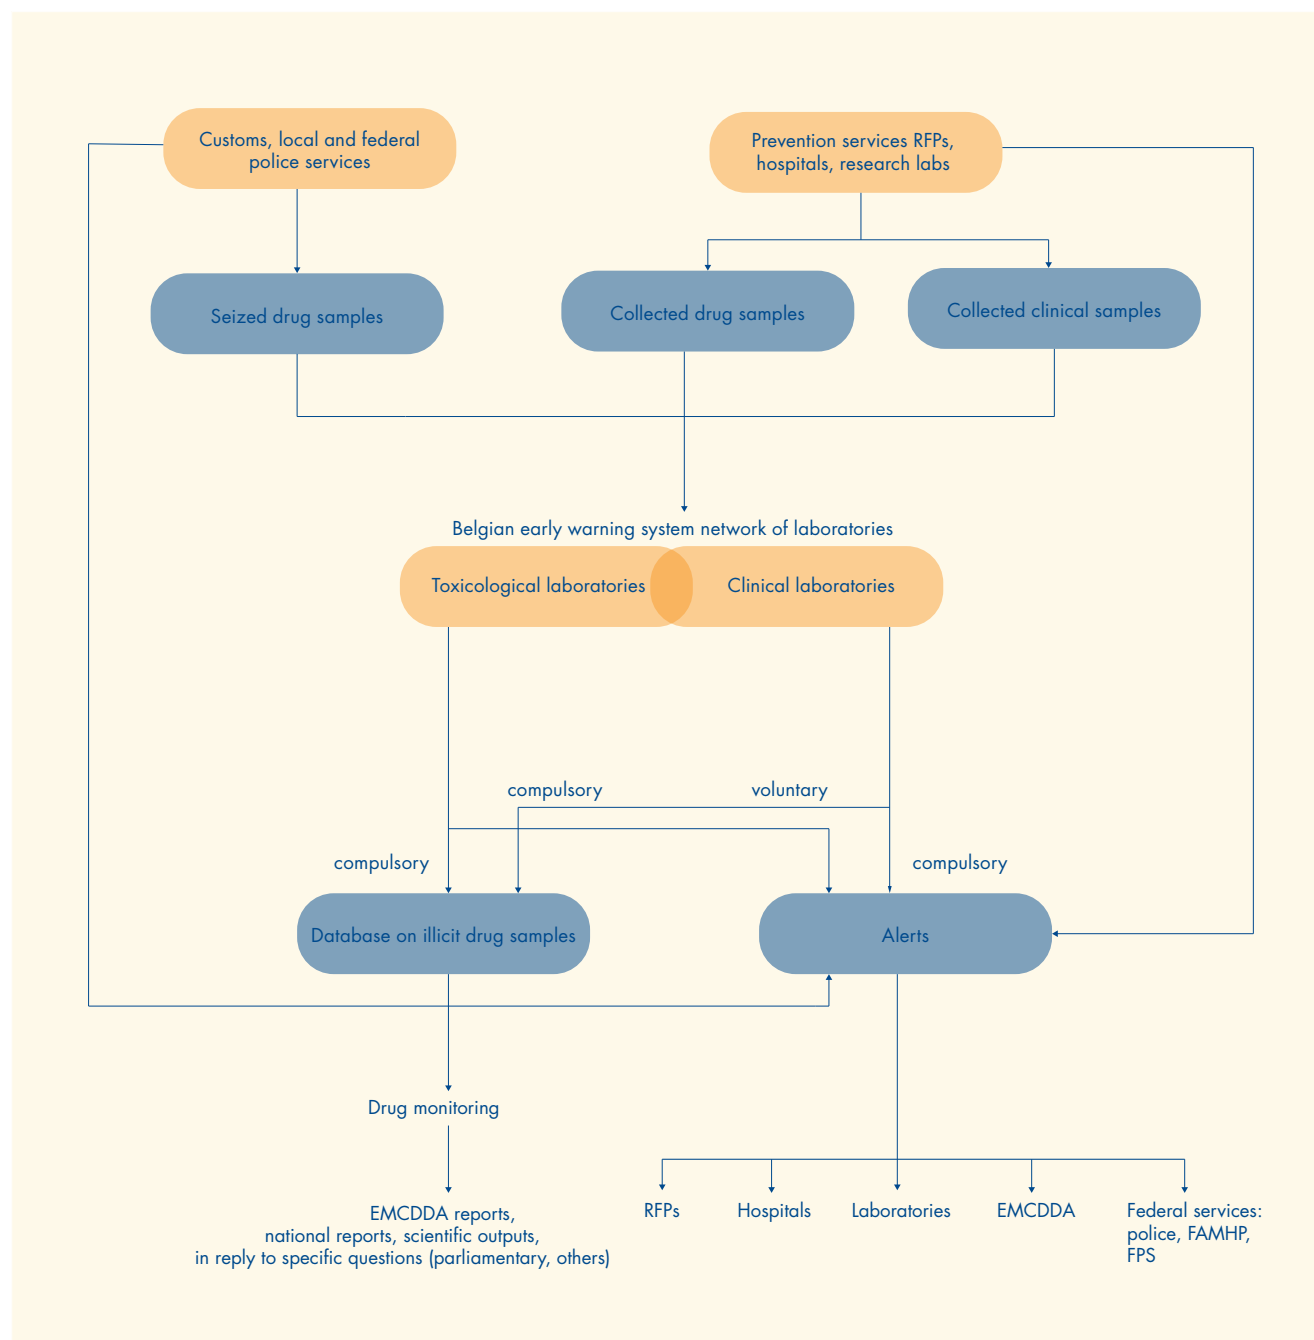 Customs, local and federal
police services
Prevention services RFPs,
hospitals, research labs
Seized drug samples
Collected drug samples
Collected clinical samples
Belgian early warning system network of laboratories
Toxicological laboratories
Clinical laboratories
compulsory
voluntary
compulsory
compulsory
Database on illicit drug samples
Alerts
Drug monitoring
EMCDDA reports,
national reports, scientific outputs,
in reply to specific questions (parliamentary, others)
RFPs
Hospitals
Laboratories
EMCDDA
Federal services:
police, FAMHP,
FPS